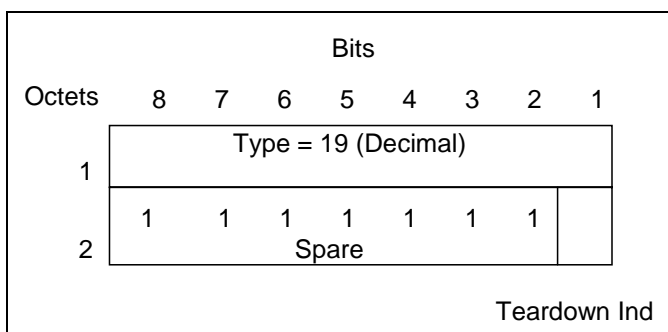 Bits
Octets 8 7 6 5 4 3 2 1
Type = 19 (Decimal)
1
1 1 1 1 1 1 1
2 Spare
Teardown Ind